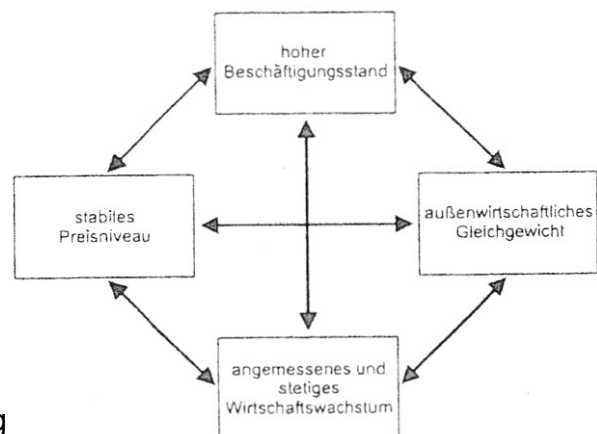 hoher
Beschäftigungsstand
stabiles
Preisniveau
außenwirtschaftliches
Gleichgewicht
angemessenes und
stetiges
Wirtschaftswachstum
g